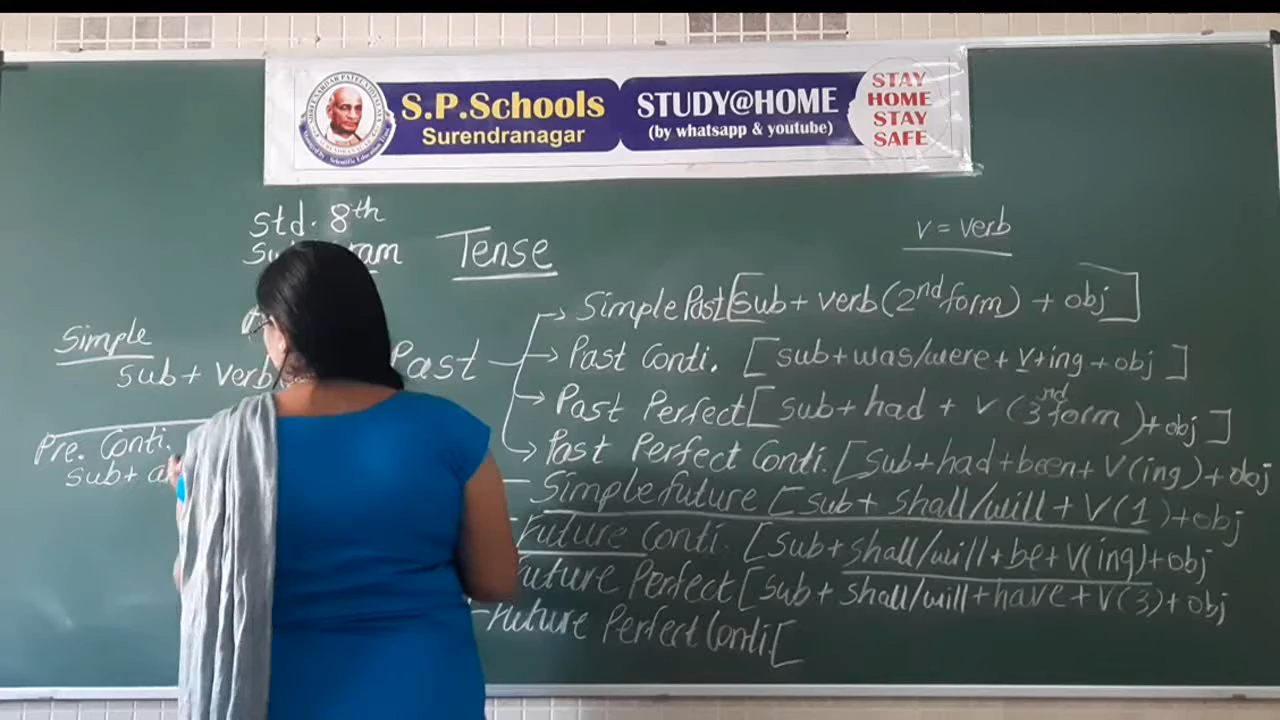 S.P.Schools
Surendranagar
STUDY@HOME
(by whatsapp & youtube)
STAY
HOME
STAY
SAFE
Std. 8th
Tense
v = verb
Simple
sub + verb
Pre. Conti.
sub +
Past
Simple Past [sub + verb (2nd form) + obj]
Past Conti. [sub + was/were + v + ing + obj]
Past Perfect [sub + had + v (3nd form) + obj]
Past Perfect Conti. [sub + had + been + v (ing) + obj
Simple future [sub + shall/will + v (1) + obj
Future Conti. [sub + shall/will + be + v (ing) + obj
Future Perfect [sub + shall/will + have + v (3) + obj
Future Perfect Conti. [